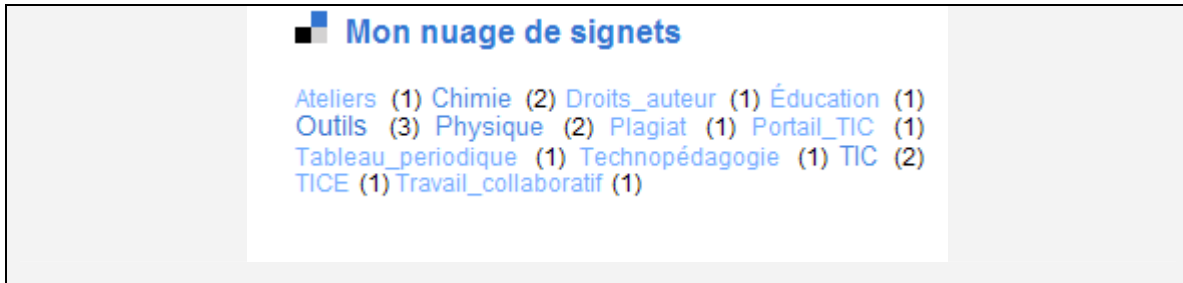 Mon nuage de signets
Ateliers (1) Chimie (2) Droits_auteur (1) Éducation (1)
Outils (3) Physique (2) Plagiat (1) Portail_TIC (1)
Tableau_periodique (1) Technopédagogie (1) TIC (2)
TICE (1) Travail_collaboratif (1)